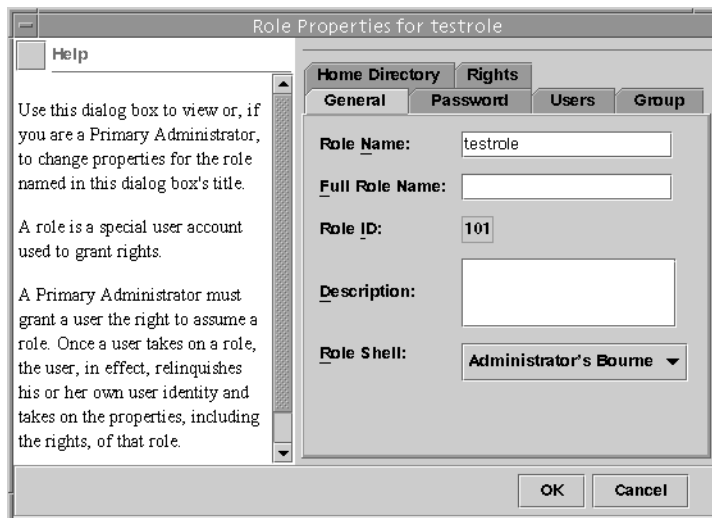 Role Properties for testrole
Help
Use this dialog box to view or, if
you are a Primary Administrator,
to change properties for the role
named in this dialog box's title.
A role is a special user account
used to grant rights.
A Primary Administrator must
grant a user the right to assume a
role. Once a user takes on a role,
the user, in effect, relinquishes
his or her own user identity and
takes on the properties, including
the rights, of that role.
Home Directory Rights
General Password Users Group
Role Name: testrole
Full Role Name:
Role ID: 101
Description:
Role Shell: Administrator's Bourne
OK Cancel